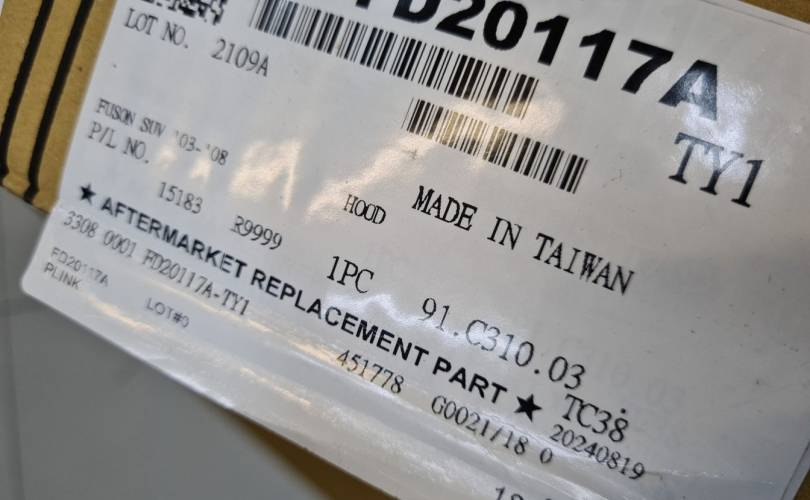 FD20117A
LOT NO. 2109A
TY1
FUSON SUV '03-'08
P/L NO.
15183 R9999 HOOD MADE IN TAIWAN
1PC 91.C310.03
★ AFTERMARKET REPLACEMENT PART ★ TC38
3308 0001 FD20117A-TY1 451778 G0021/18 0 20240819
FD20117A
PLINK LOT#0